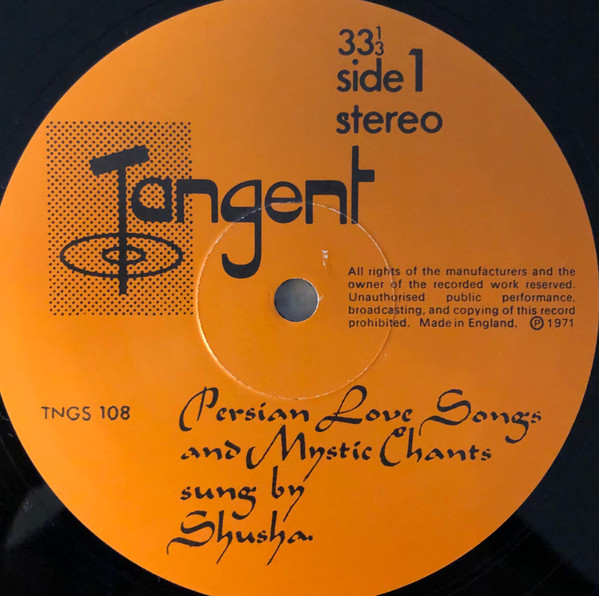 33⅓
side 1
stereo
Tangent
All rights of the manufacturers and the
owner of the recorded work reserved.
Unauthorised public performance,
broadcasting, and copying of this record
prohibited. Made in England. ℗ 1971
TNGS 108
Persian Love Songs
and Mystic Chants
sung by
Shusha.